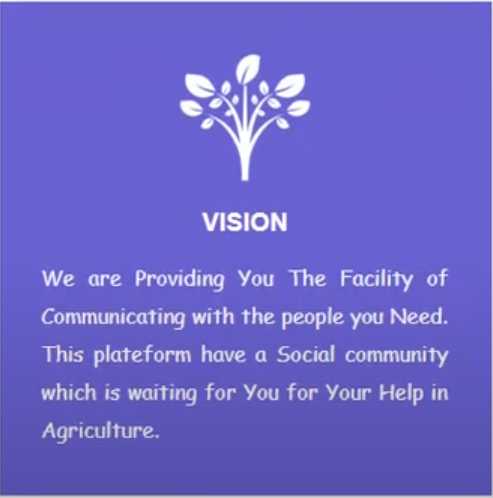 VISION
We are Providing You The Facility of
Communicating with the people you Need.
This plateform have a Social community
which is waiting for You for Your Help in
Agriculture.